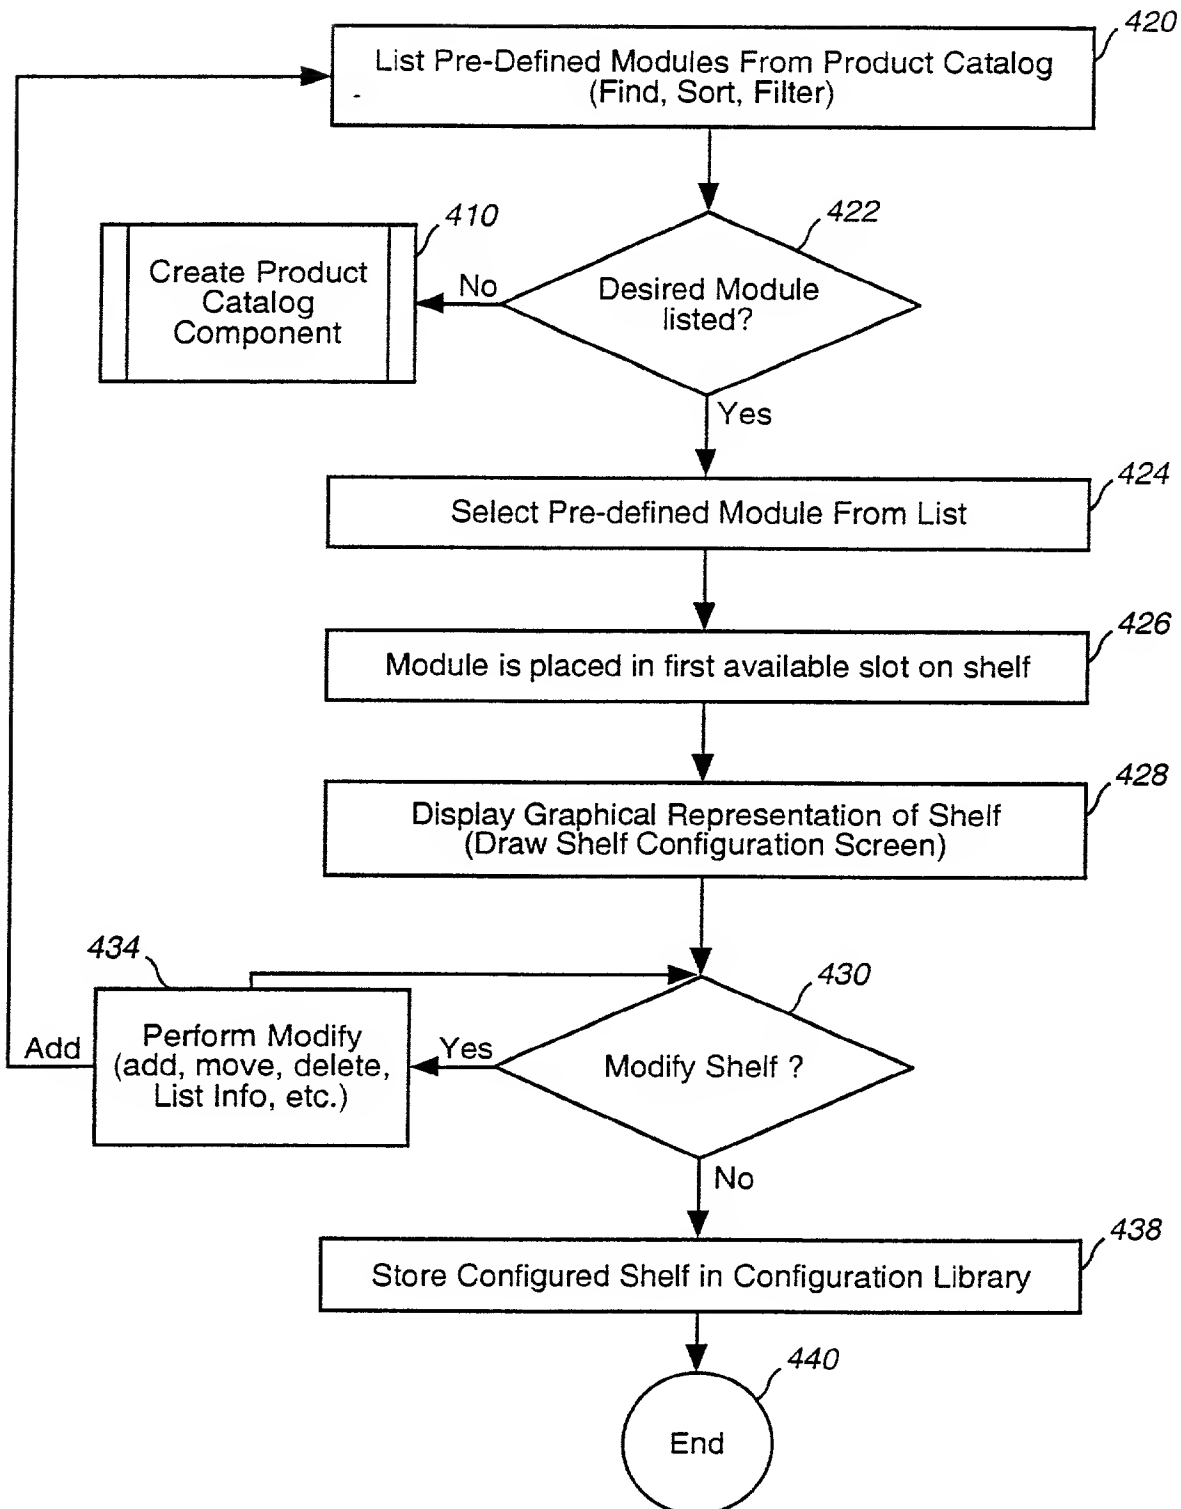 420
List Pre-Defined Modules From Product Catalog
(Find, Sort, Filter)
410
422
Create Product
Catalog
Component
No
Desired Module
listed?
Yes
424
Select Pre-defined Module From List
426
Module is placed in first available slot on shelf
428
Display Graphical Representation of Shelf
(Draw Shelf Configuration Screen)
434
430
Add
Perform Modify
(add, move, delete,
List Info, etc.)
Yes
Modify Shelf ?
No
438
Store Configured Shelf in Configuration Library
440
End